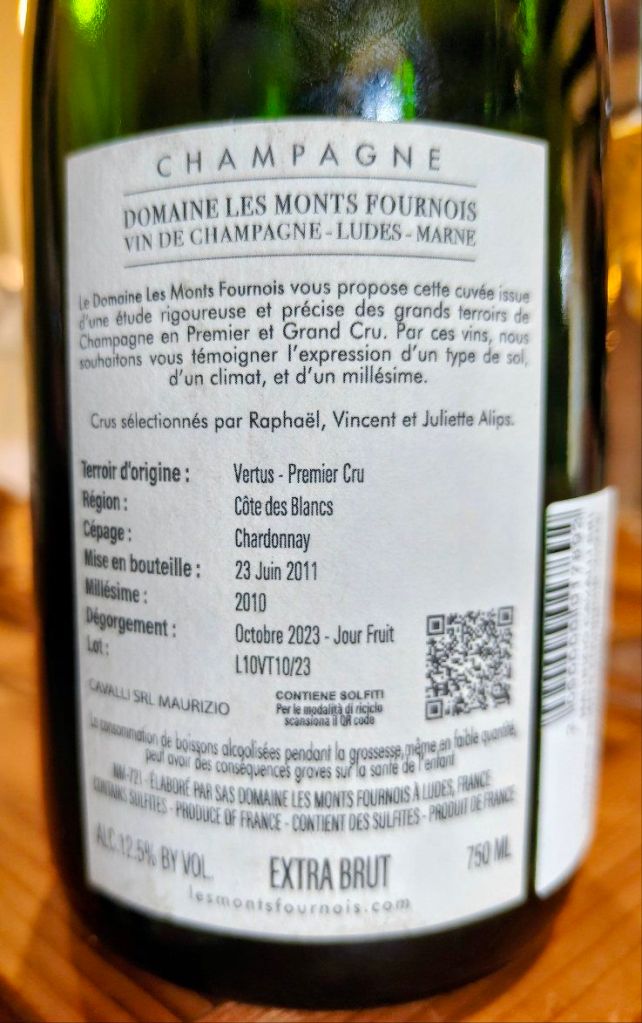 CHAMPAGNE
DOMAINE LES MONTS FOURNOIS
VIN DE CHAMPAGNE - LUDES - MARNE
Le Domaine Les Monts Fournois vous propose cette cuvée issue
d'une étude rigoureuse et précise des grands terroirs de
Champagne en Premier et Grand Cru. Par ces vins, nous
souhaitons vous témoigner l'expression d'un type de sol,
d'un climat, et d'un millésime.
Crus sélectionnés par Raphaël, Vincent et Juliette Alips.
Terroir d'origine : Vertus - Premier Cru
Région : Côte des Blancs
Cépage : Chardonnay
Mise en bouteille : 23 Juin 2011
Millésime : 2010
Dégorgement : Octobre 2023 - Jour Fruit
Lot : L10VT10/23
CAVALLI SRL MAURIZIO
CONTIENE SOLFITI
Per le modalità di riciclo
scansiona il QR code
La consommation de boissons alcoolisées pendant la grossesse, même en faible quantité,
peut avoir des conséquences graves sur la santé de l'enfant
NM-721 - ÉLABORÉ PAR SAS DOMAINE LES MONTS FOURNOIS À LUDES, FRANCE
CONTAINS SULFITES - PRODUCE OF FRANCE - CONTIENT DES SULFITES - PRODUIT DE FRANCE
ALC. 12.5% BY VOL. EXTRA BRUT 750 ML
lesmontsfournois.com